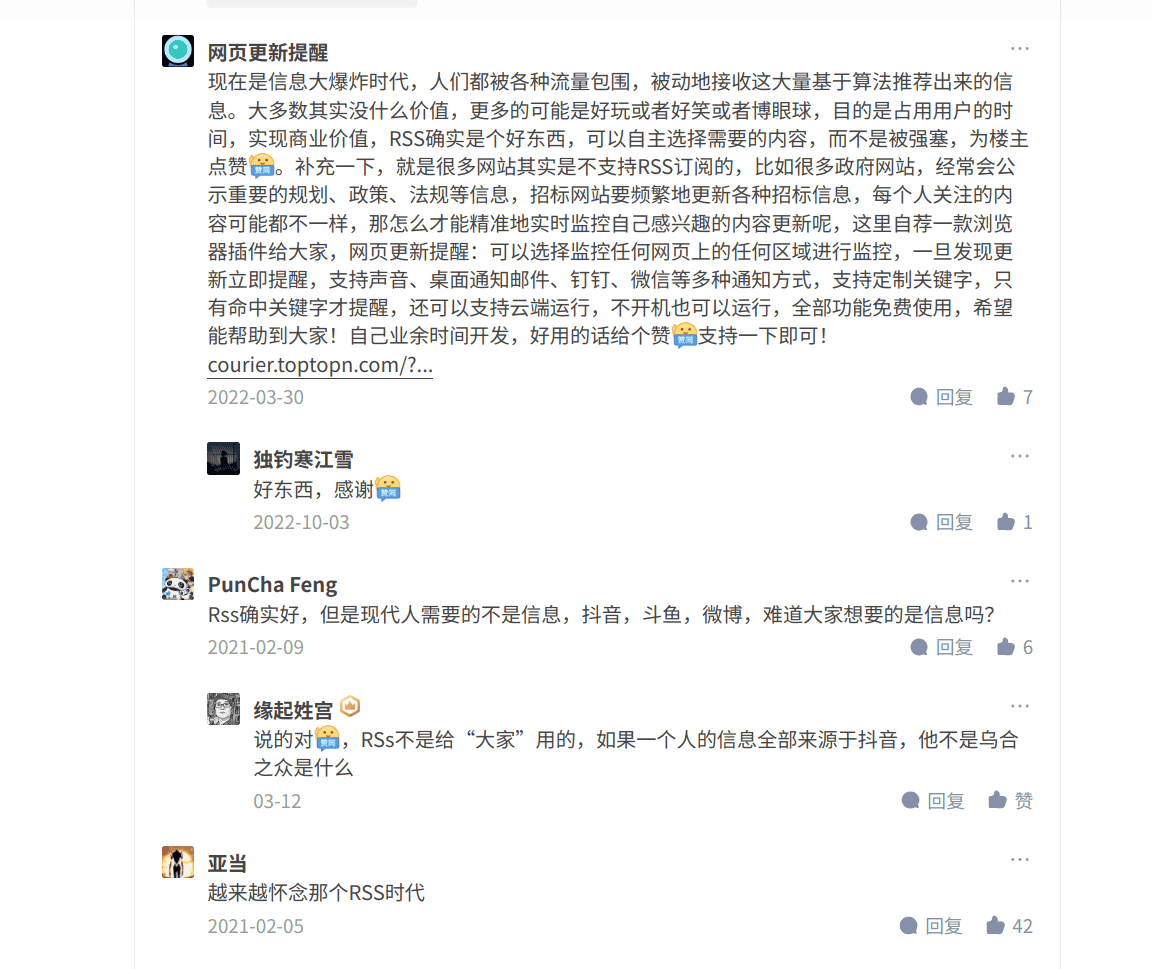 网页更新提醒
现在是信息大爆炸时代，人们都被各种流量包围，被动地接收这大量基于算法推荐出来的信
息。大多数其实没什么价值，更多的可能是好玩或者好笑或者博眼球，目的是占用用户的时
间，实现商业价值，RSS确实是个好东西，可以自主选择需要的内容，而不是被强塞，为楼主
点赞赞同。补充一下，就是很多网站其实是不支持RSS订阅的，比如很多政府网站，经常会公
示重要的规划、政策、法规等信息，招标网站要频繁地更新各种招标信息，每个人关注的内
容可能都不一样，那怎么才能精准地实时监控自己感兴趣的内容更新呢，这里自荐一款浏览
器插件给大家，网页更新提醒：可以选择监控任何网页上的任何区域进行监控，一旦发现更
新立即提醒，支持声音、桌面通知邮件、钉钉、微信等多种通知方式，支持定制关键字，只
有命中关键字才提醒，还可以支持云端运行，不开机也可以运行，全部功能免费使用，希望
能帮助到大家！自己业余时间开发，好用的话给个赞赞同支持一下即可！
courier.toptopn.com/?...
2022-03-30 回复 7
独钓寒江雪
好东西，感谢赞同
2022-10-03 回复 1
PunCha Feng
Rss确实好，但是现代人需要的不是信息，抖音，斗鱼，微博，难道大家想要的是信息吗？
2021-02-09 回复 6
缘起姓宫
说的对赞同，RSs不是给“大家”用的，如果一个人的信息全部来源于抖音，他不是乌合
之众是什么
03-12 回复 赞
亚当
越来越怀念那个RSS时代
2021-02-05 回复 42